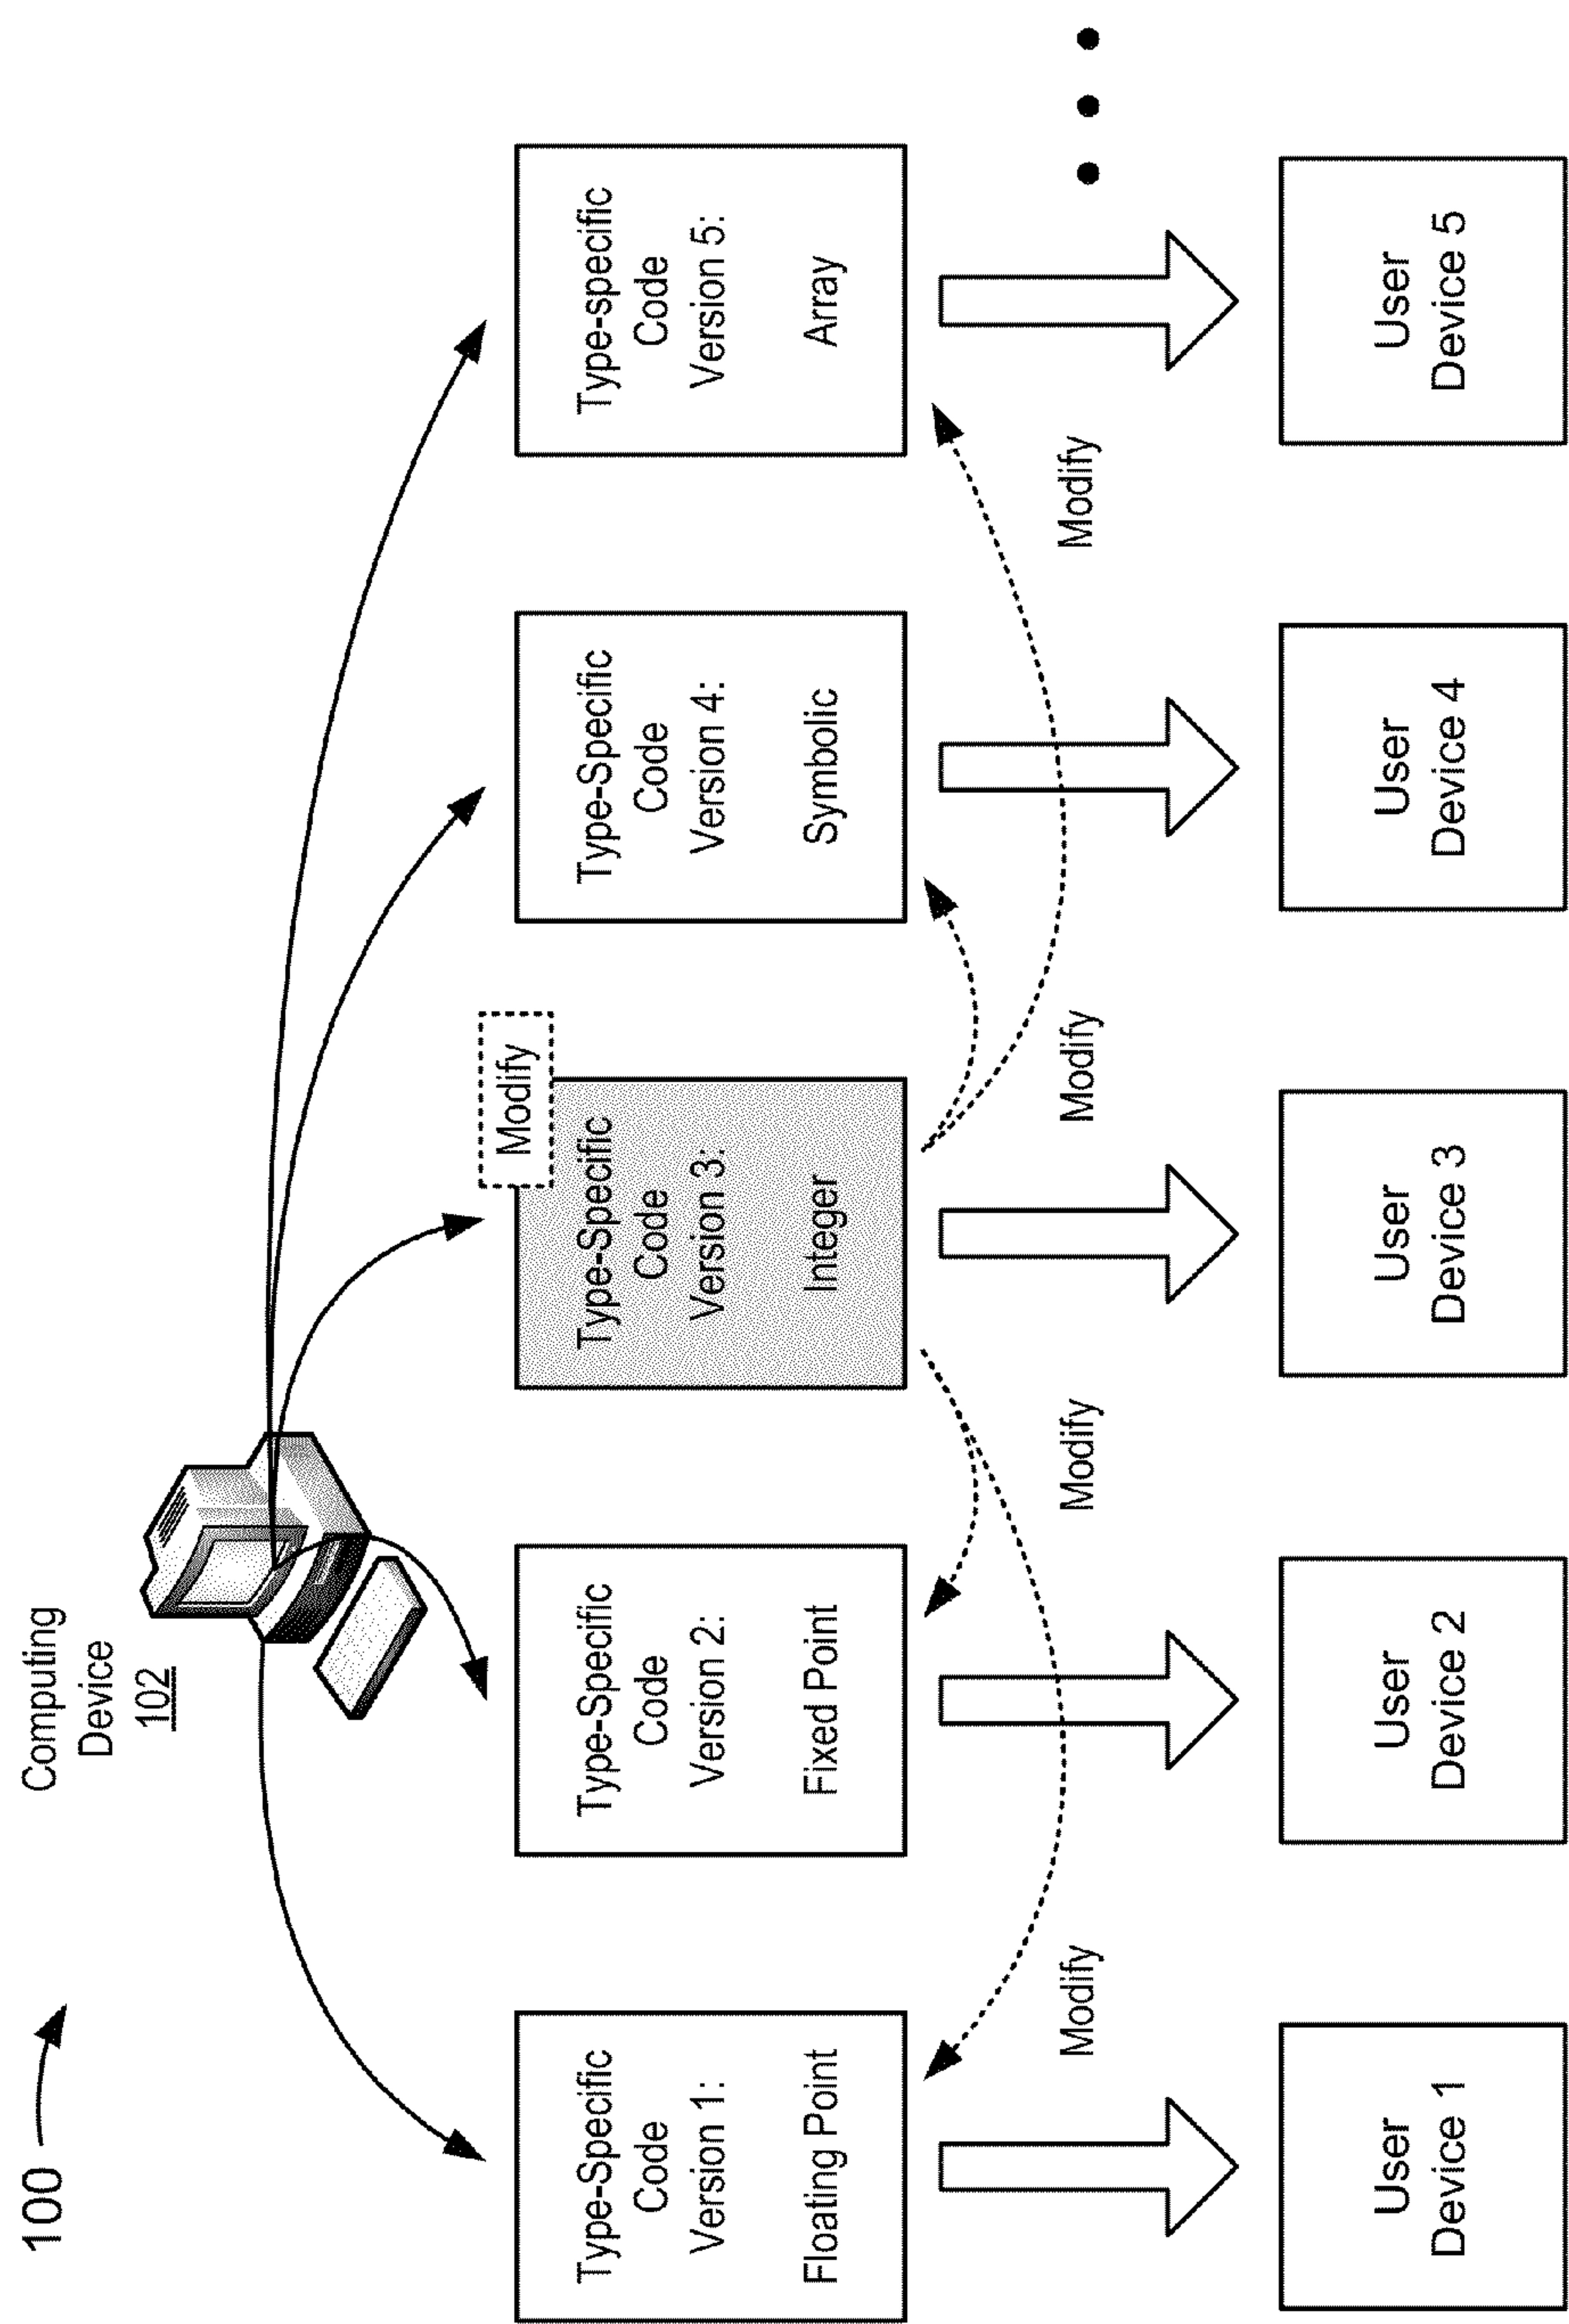 100
Computing
Device
102
Modify
Type-Specific
Code
Version 1:
Floating Point
Type-Specific
Code
Version 2:
Fixed Point
Type-Specific
Code
Version 3:
Integer
Type-Specific
Code
Version 4:
Symbolic
Type-specific
Code
Version 5:
Array
Modify
Modify
Modify
Modify
User
Device 1
User
Device 2
User
Device 3
User
Device 4
User
Device 5